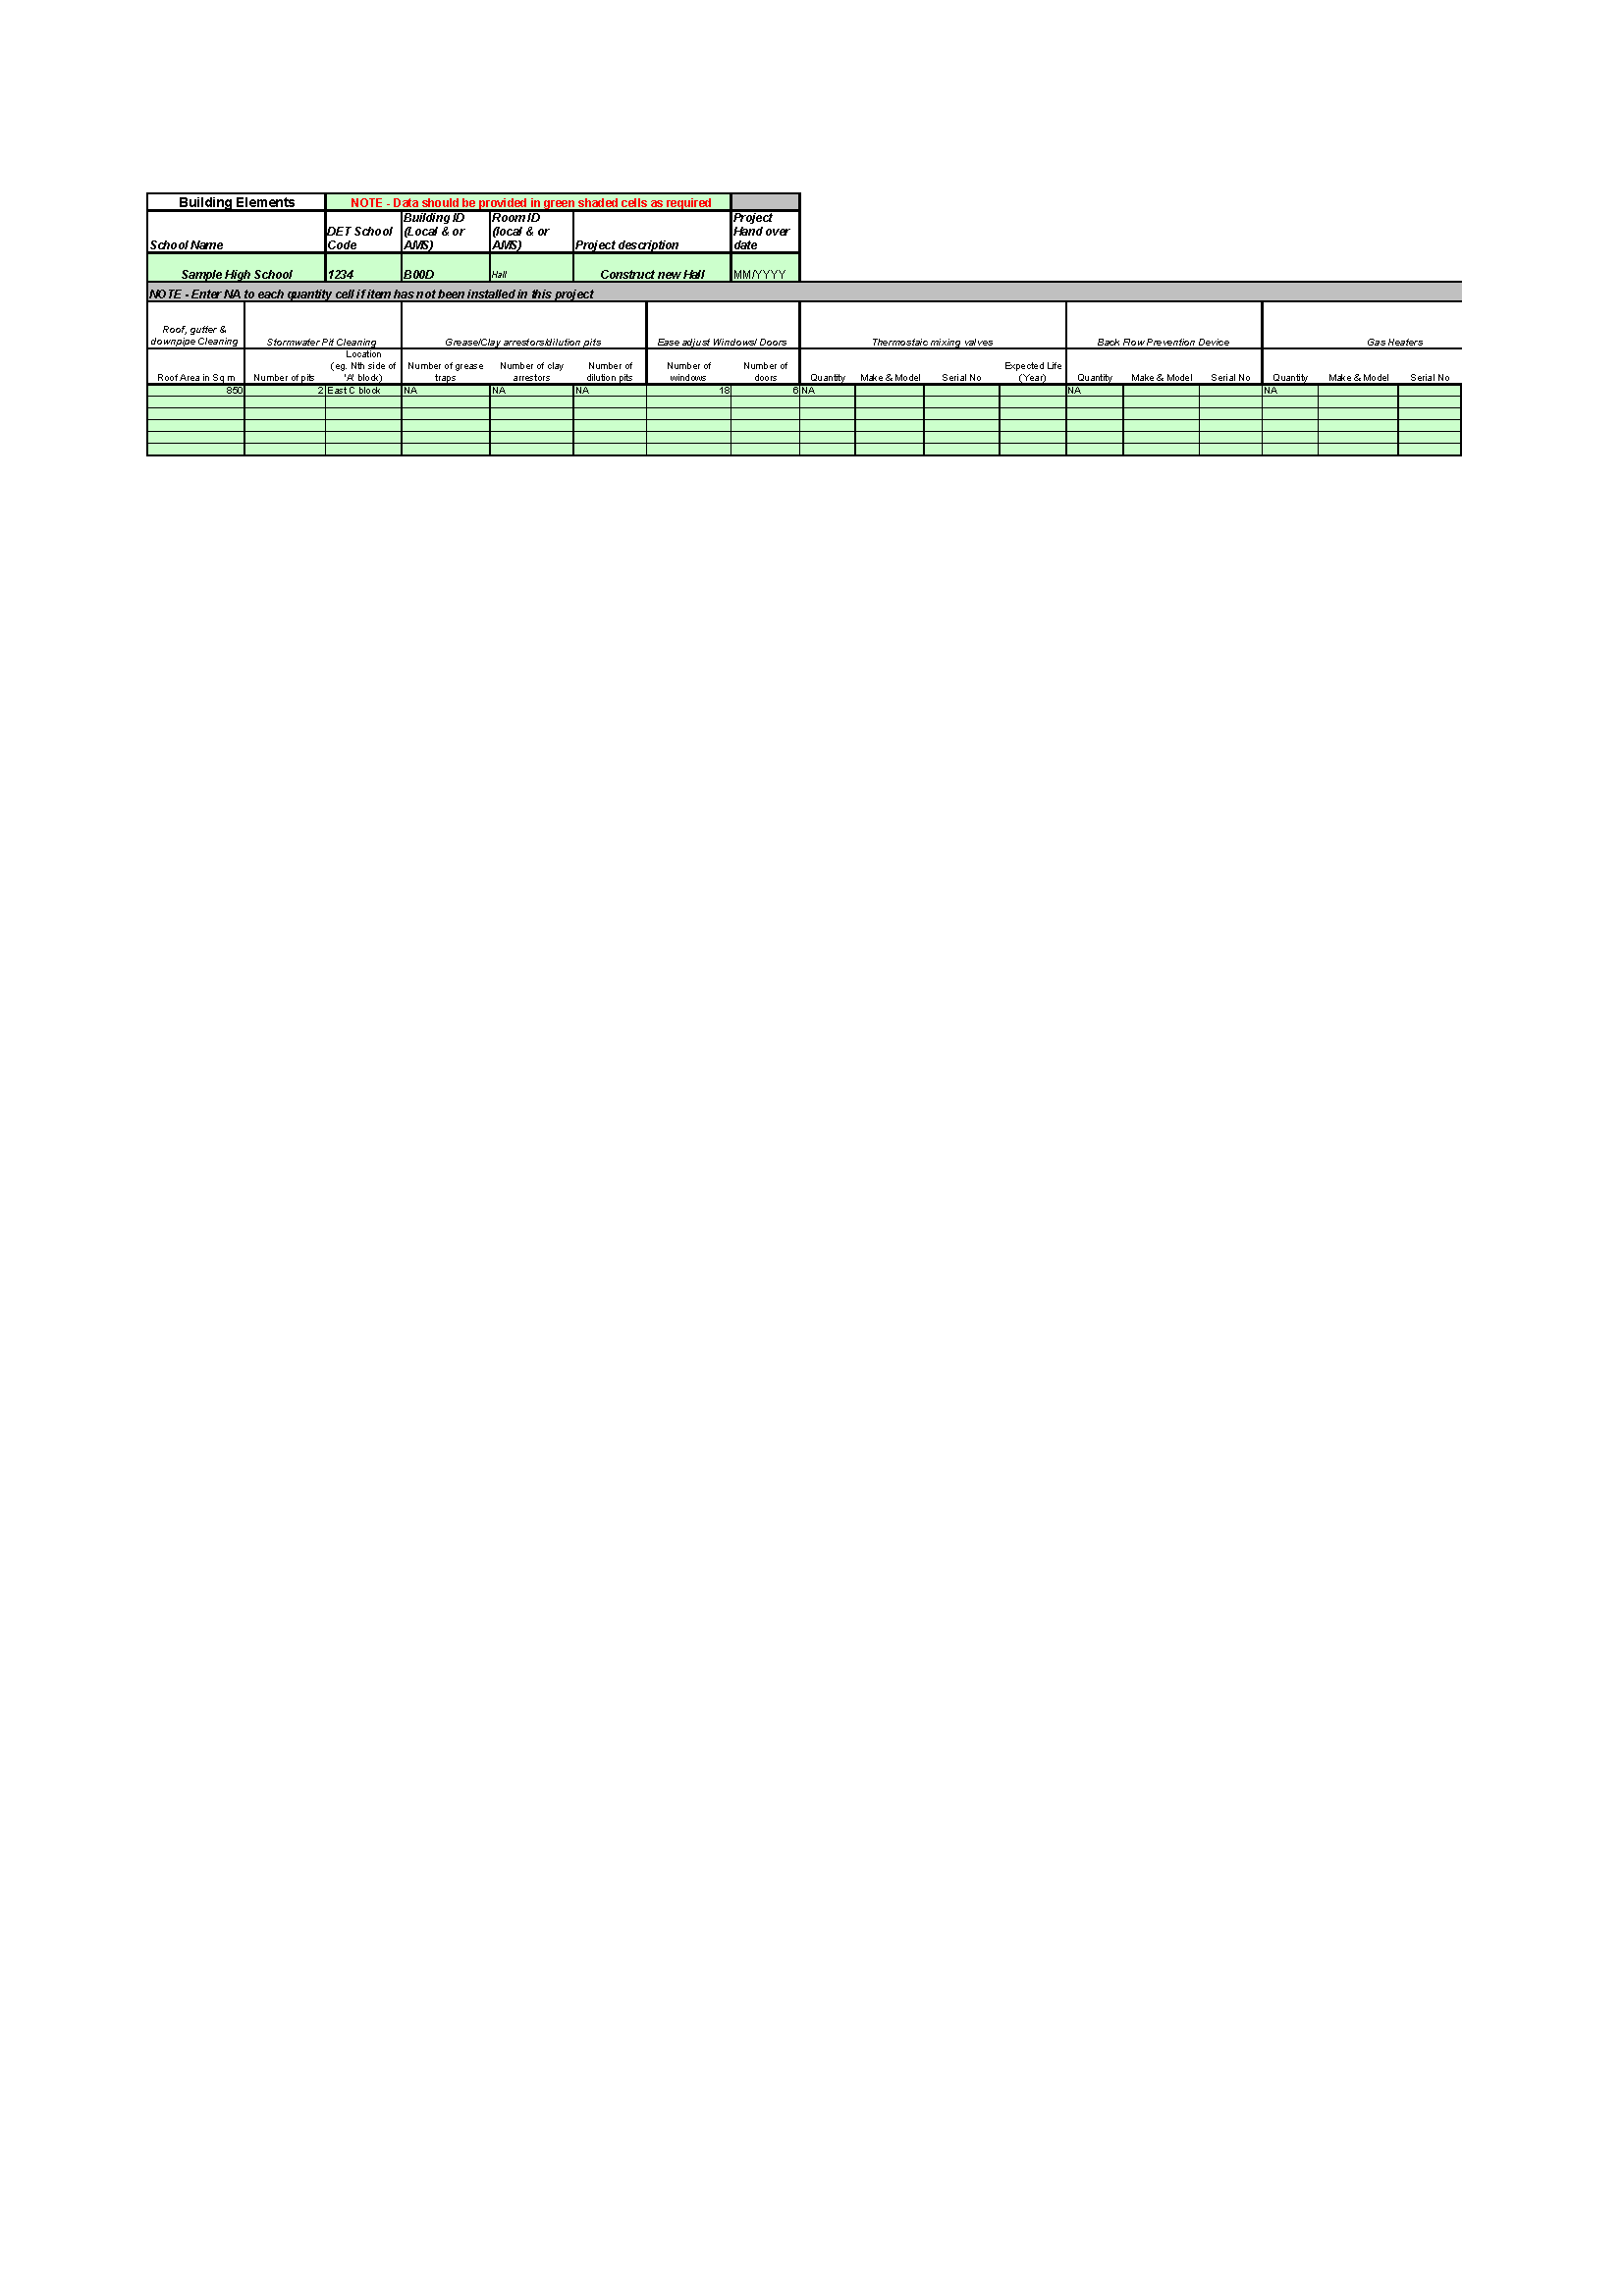 Building Elements NOTE - Data should be provided in green shaded cells as required
School Name DET School Code Building ID (Local & or AMS) Room ID (local & or AMS) Project description Project Hand over date
Sample High School 1234 B00D Hall Construct new Hall MM/YYYY
NOTE - Enter NA to each quantity cell if item has not been installed in this project
Roof, gutter & downpipe Cleaning Stormwater Pit Cleaning Grease/Clay arrestors/dilution pits Ease adjust Windows/ Doors Thermostaic mixing valves Back Flow Prevention Device Gas Heaters
Roof Area in Sq m Number of pits Location (eg. Nth side of 'A' block) Number of grease traps Number of clay arrestors Number of dilution pits Number of windows Number of doors Quantity Make & Model Serial No Expected Life (Year) Quantity Make & Model Serial No Quantity Make & Model Serial No
850 2 East C block NA NA NA 18 6 NA NA NA